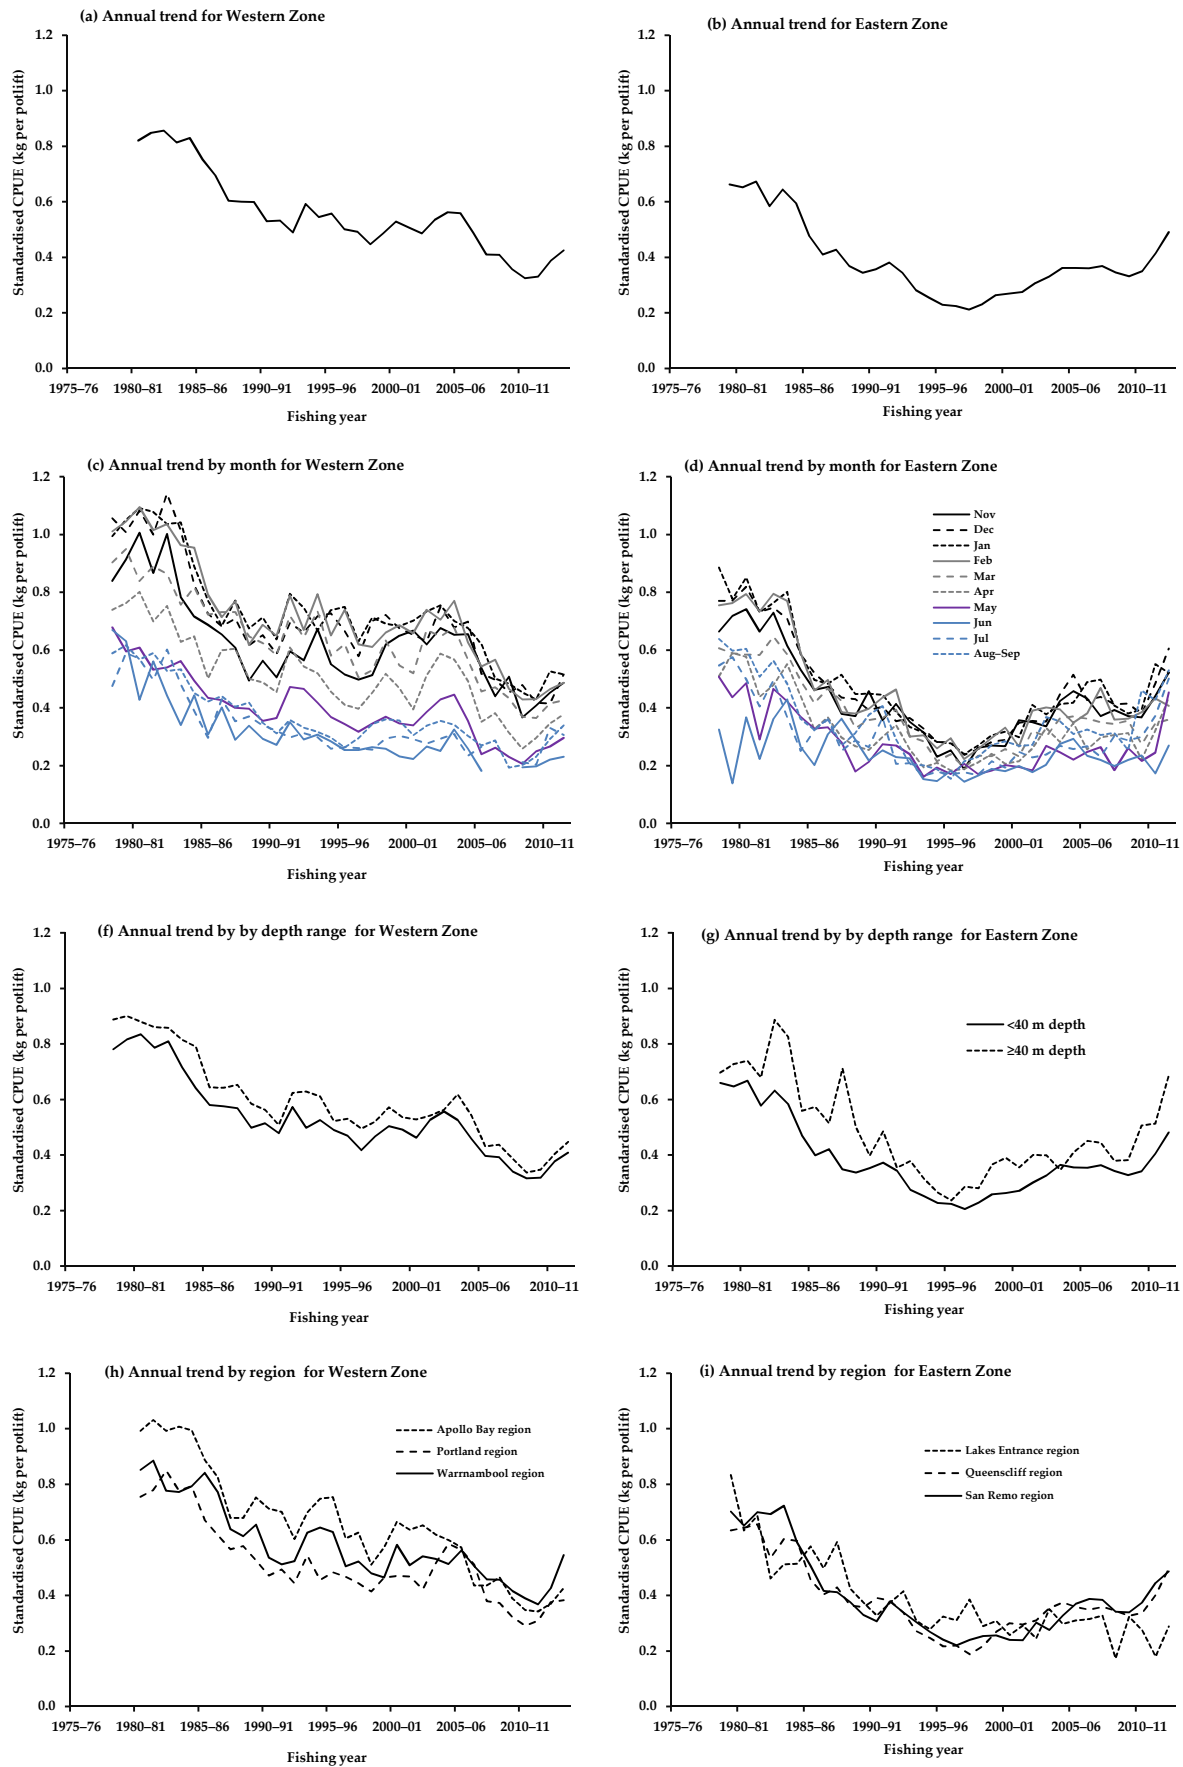 (a) Annual trend for Western Zone
Standardised CPUE (kg per potlift)
1.2
1.0
0.8
0.6
0.4
0.2
0.0
1975–76 1980–81 1985–86 1990–91 1995–96 2000–01 2005–06 2010–11
Fishing year
(b) Annual trend for Eastern Zone
Standardised CPUE (kg per potlift)
1.2
1.0
0.8
0.6
0.4
0.2
0.0
1975–76 1980–81 1985–86 1990–91 1995–96 2000–01 2005–06 2010–11
Fishing year
(c) Annual trend by month for Western Zone
Standardised CPUE (kg per potlift)
1.2
1.0
0.8
0.6
0.4
0.2
0.0
1975–76 1980–81 1985–86 1990–91 1995–96 2000–01 2005–06 2010–11
Fishing year
(d) Annual trend by month for Eastern Zone
Standardised CPUE (kg per potlift)
1.2
1.0
0.8
0.6
0.4
0.2
0.0
Nov
Dec
Jan
Feb
Mar
Apr
May
Jun
Jul
Aug–Sep
1975–76 1980–81 1985–86 1990–91 1995–96 2000–01 2005–06 2010–11
Fishing year
(f) Annual trend by by depth range for Western Zone
Standardised CPUE (kg per potlift)
1.2
1.0
0.8
0.6
0.4
0.2
0.0
1975–76 1980–81 1985–86 1990–91 1995–96 2000–01 2005–06 2010–11
Fishing year
(g) Annual trend by by depth range for Eastern Zone
Standardised CPUE (kg per potlift)
1.2
1.0
0.8
0.6
0.4
0.2
0.0
<40 m depth
≥40 m depth
1975–76 1980–81 1985–86 1990–91 1995–96 2000–01 2005–06 2010–11
Fishing year
(h) Annual trend by region for Western Zone
Standardised CPUE (kg per potlift)
1.2
1.0
0.8
0.6
0.4
0.2
0.0
Apollo Bay region
Portland region
Warrnambool region
1975–76 1980–81 1985–86 1990–91 1995–96 2000–01 2005–06 2010–11
Fishing year
(i) Annual trend by region for Eastern Zone
Standardised CPUE (kg per potlift)
1.2
1.0
0.8
0.6
0.4
0.2
0.0
Lakes Entrance region
Queenscliff region
San Remo region
1975–76 1980–81 1985–86 1990–91 1995–96 2000–01 2005–06 2010–11
Fishing year